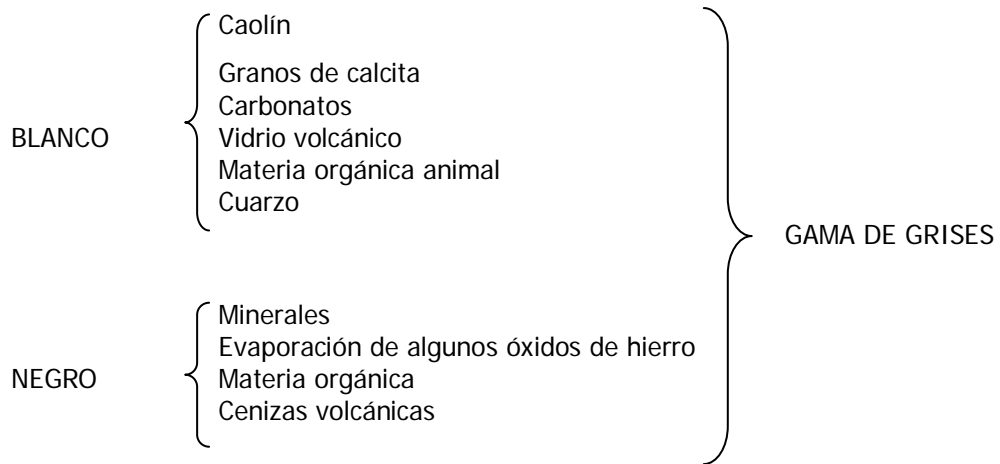 BLANCO
Caolín
Granos de calcita
Carbonatos
Vidrio volcánico
Materia orgánica animal
Cuarzo
NEGRO
Minerales
Evaporación de algunos óxidos de hierro
Materia orgánica
Cenizas volcánicas
GAMA DE GRISES